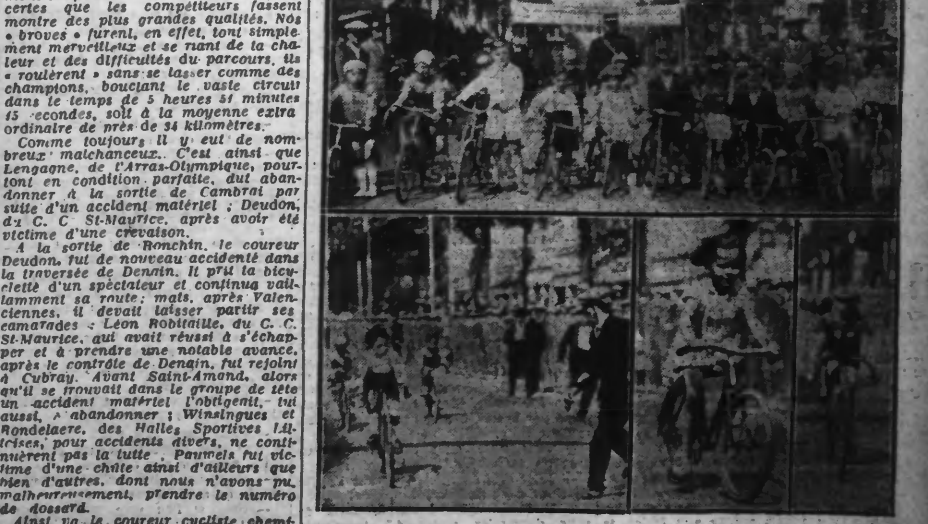 certes que les compétiteurs fassent
montre des plus grandes qualités. Nos
« broves » furent, en effet, tout simple-
ment merveilleux et se riant de la cha-
leur et des difficultés du parcours, ils
« roulèrent » sans se lasser comme des
champions, bouclant le vaste circuit
dans le temps de 5 heures 51 minutes
15 econdes, soit à la moyenne extra
ordinaire de près de 34 kilomètres.
Comme toujours il y eut de nom-
breux malchanceux. C'est ainsi que
Lengagne, de l'Arras-Olympique, pour-
tant en condition parfaite, dut aban-
donner à la sortie de Cambrai par
suite d'un accident matériel ; Deudon,
du C. C St-Maurice, après avoir été
victime d'une crevaison.
A la sortie de Ronchin, le coureur
Deudon, fut de nouveau accidenté dans
la traversée de Denain. Il prit la bicy-
clette d'un spectateur et continua vail-
lamment sa route; mais, après Valen-
ciennes, il devait laisser partir ses
camarades ; Léon Robitaille, du C. C.
St-Maurice, qui avait réussi à s'échap-
per et à prendre une notable avance,
après le contrôle de Denain, fut rejoint
à Cubray. Avant Saint-Amand, alors
qu'il se trouvait dans le groupe de tête
un accident matériel l'obligeait, lui
aussi, à abandonner ; Winsingues et
Rondelaere, des Halles Sportives Lil-
loises, pour accidents divers, ne conti-
nuèrent pas la lutte. Pauwels fut vic-
time d'une chûte ainsi d'ailleurs que
bien d'autres, dont nous n'avons pu,
malheureusement, prendre le numéro
de dossard.
Ainsi va le coureur cycliste chemi-